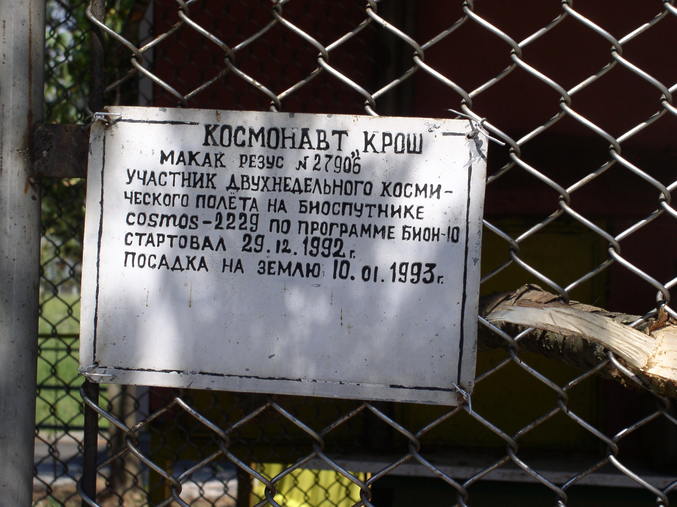 КОСМОНАВТ „КРОШ
МАКАК РЕЗУС №27906
УЧАСТНИК ДВУХНЕДЕЛЬНОГО КОСМИ-
ЧЕСКОГО ПОЛЁТА НА БИОСПУТНИКЕ
COSMOS-2229 ПО ПРОГРАММЕ БИОН-10
СТАРТОВАЛ 29.12.1992г.
ПОСАДКА НА ЗЕМЛЮ 10.01.1993г.